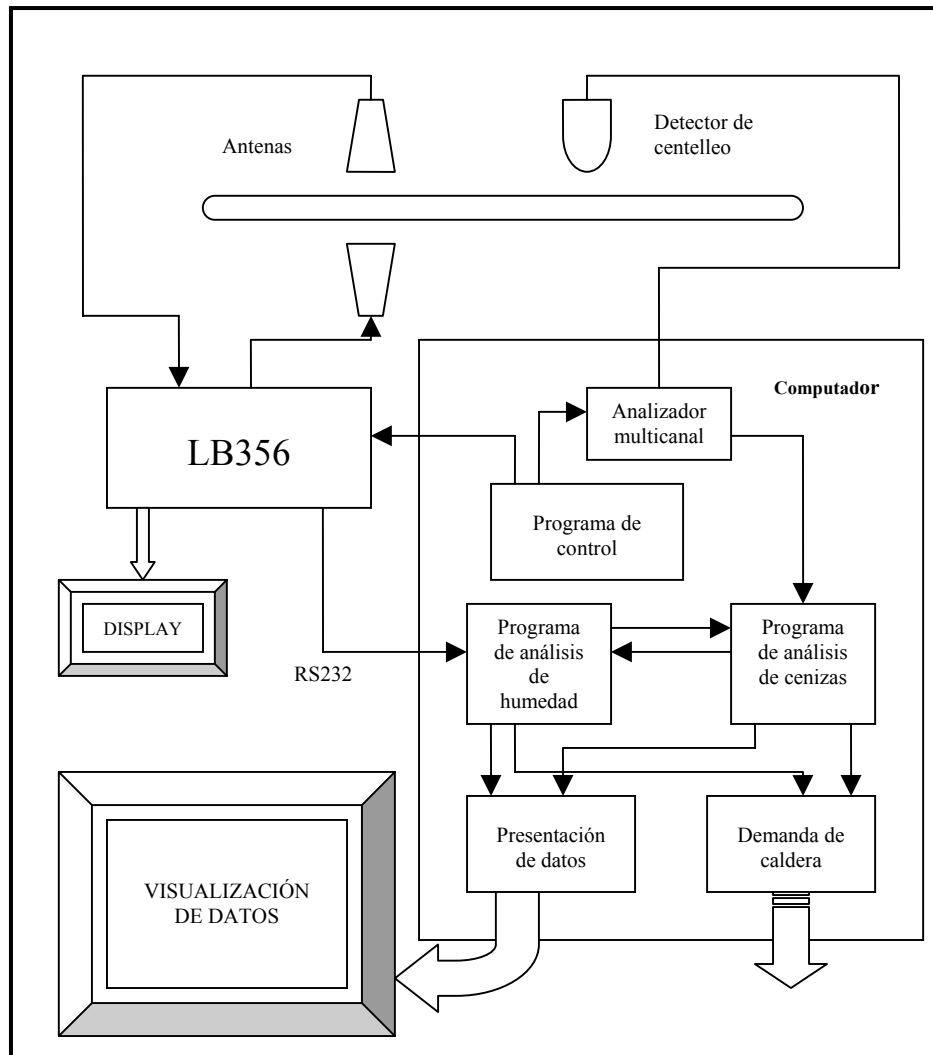 Antenas
Detector de
centelleo
Computador
Analizador
multicanal
LB356
Programa de
control
DISPLAY
RS232
Programa
de análisis
de
humedad
Programa
de análisis
de cenizas
Presentación
de datos
Demanda de
caldera
VISUALIZACIÓN
DE DATOS